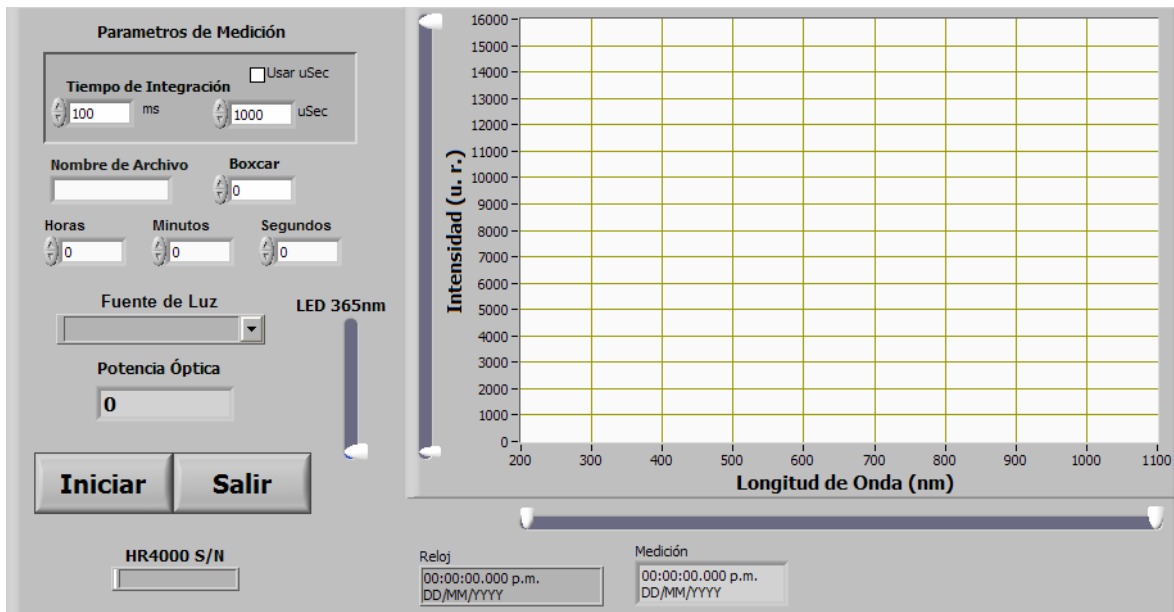 Parametros de Medición
Usar uSec
Tiempo de Integración
100 ms 1000 uSec
Nombre de Archivo Boxcar
0
Horas Minutos Segundos
0 0 0
Fuente de Luz
LED 365nm
Potencia Óptica
0
Iniciar Salir
HR4000 S/N
Intensidad (u. r.)
16000
15000
14000
13000
12000
11000
10000
9000
8000
7000
6000
5000
4000
3000
2000
1000
0
200 300 400 500 600 700 800 900 1000 1100
Longitud de Onda (nm)
Reloj
00:00:00.000 p.m.
DD/MM/YYYY
Medición
00:00:00.000 p.m.
DD/MM/YYYY